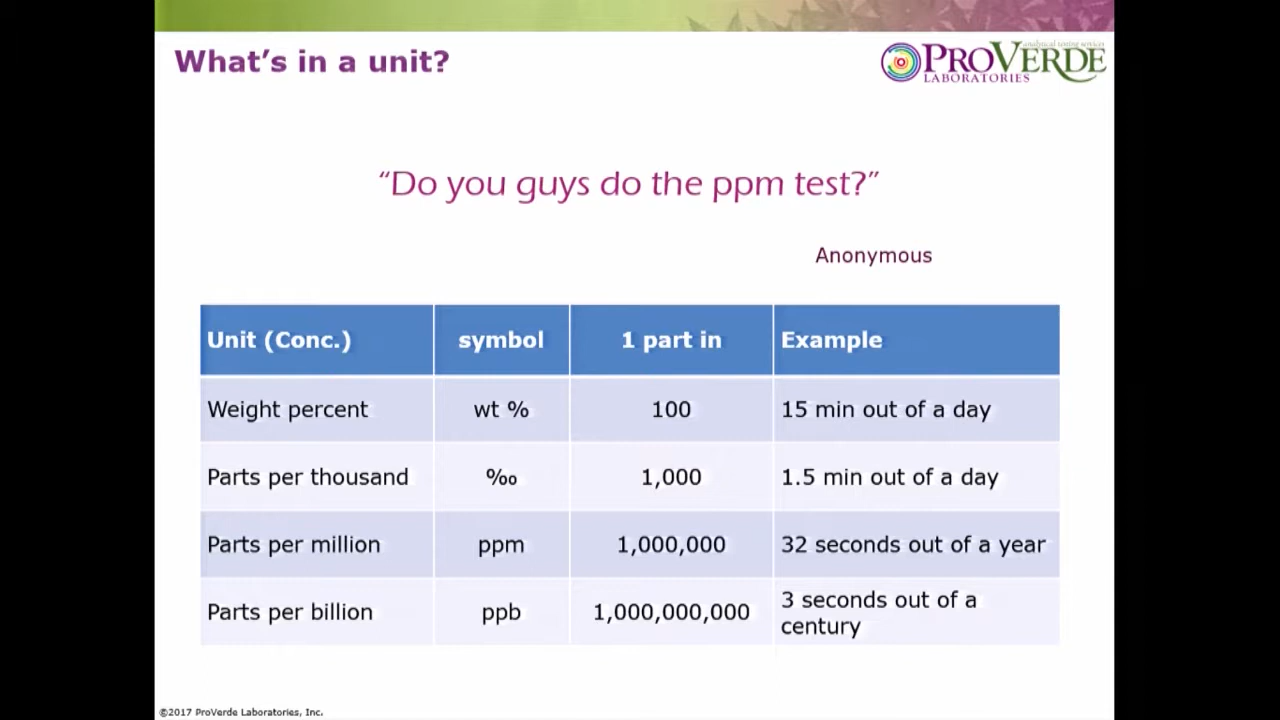 What's in a unit?
analytical testing services
PROVERDE
LABORATORIES
“Do you guys do the ppm test?”
Anonymous
Unit (Conc.) symbol 1 part in Example
Weight percent wt % 100 15 min out of a day
Parts per thousand ‰ 1,000 1.5 min out of a day
Parts per million ppm 1,000,000 32 seconds out of a year
Parts per billion ppb 1,000,000,000 3 seconds out of a
century
©2017 ProVerde Laboratories, Inc.